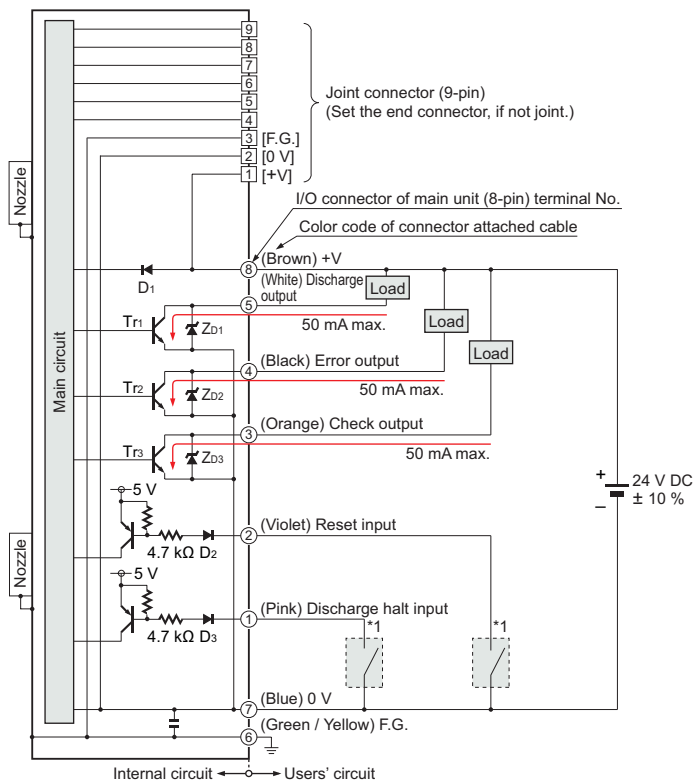 9
8
7
6
5
4
3 [F.G.]
2 [0 V]
1 [+V]
Joint connector (9-pin)
(Set the end connector, if not joint.)
I/O connector of main unit (8-pin) terminal No.
Color code of connector attached cable
Nozzle
Main circuit
D1
8 (Brown) +V
(White) Discharge
output
5
Load
50 mA max.
Tr1
ZD1
Load
4 (Black) Error output
50 mA max.
Tr2
ZD2
Load
3 (Orange) Check output
50 mA max.
Tr3
ZD3
+
−
24 V DC
± 10 %
5 V
4.7 kΩ D2
2 (Violet) Reset input
Nozzle
5 V
4.7 kΩ D3
1 (Pink) Discharge halt input
*1
*1
7 (Blue) 0 V
6 (Green / Yellow) F.G.
Internal circuit
Users' circuit